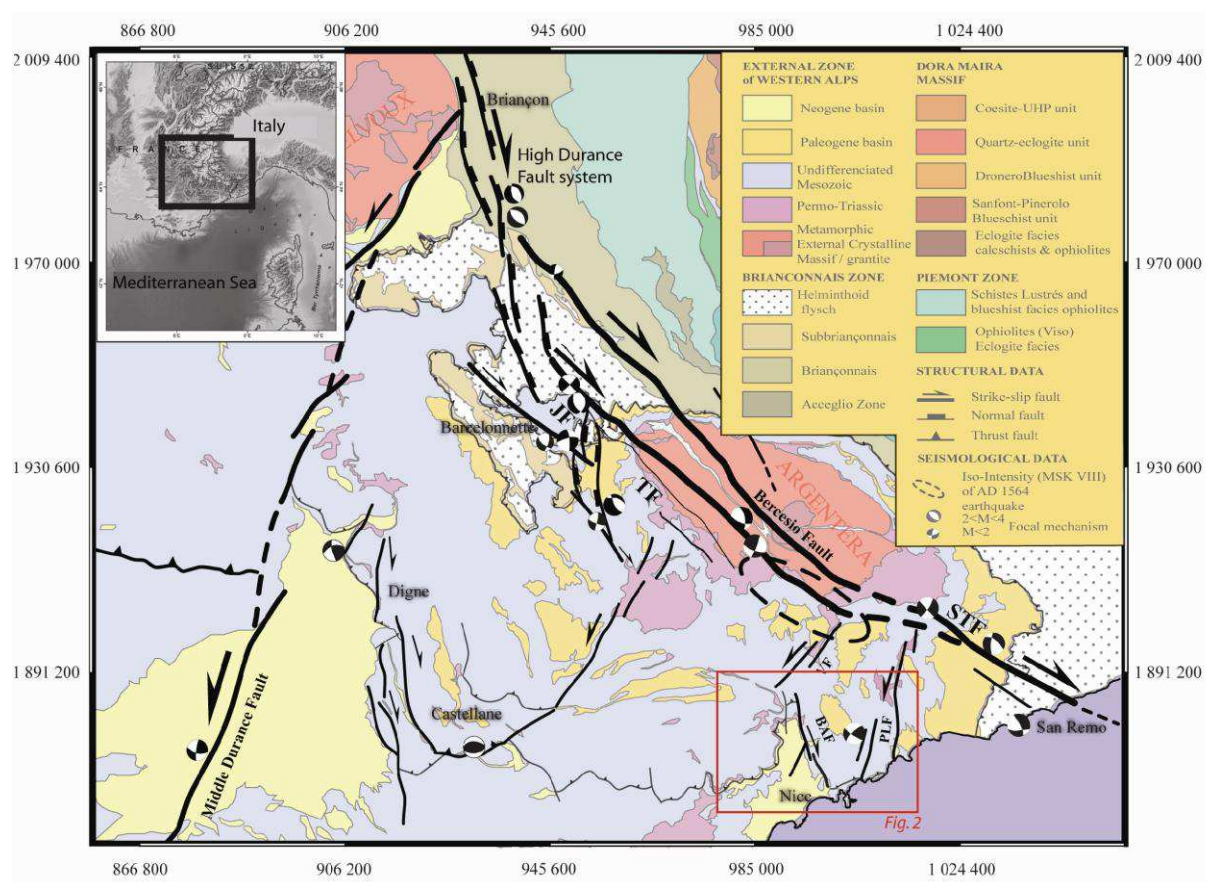 866 800
906 200
945 600
985 000
1 024 400
2 009 400
2 009 400
1 970 000
1 970 000
1 930 600
1 930 600
1 891 200
1 891 200
866 800
906 200
945 600
985 000
1 024 400
SUISSE
Italy
FRANCE
Mediterranean Sea
Briançon
High Durance
Fault system
JF
Barcelonnette
TF
ARGENTERA
Bercesio Fault
Digne
STF
Castellane
Middle Durance Fault
VF
BAF
PLF
San Remo
Nice
Fig. 2
EXTERNAL ZONE
of WESTERN ALPS
Neogene basin
Paleogene basin
Undifferenciated
Mesozoic
Permo-Triassic
Metamorphic
External Crystalline
Massif / grantite
BRIANCONNAIS ZONE
Helminthoid
flysch
Subbriançonnais
Briançonnais
Acceglio Zone
DORA MAIRA
MASSIF
Coesite-UHP unit
Quartz-eclogite unit
DroneroBlueshist unit
Sanfont-Pinerolo
Blueschist unit
Eclogite facies
calcschists & ophiolites
PIEMONT ZONE
Schistes Lustrés and
blueshist facies ophiolites
Ophiolites (Viso)
Eclogite facies
STRUCTURAL DATA
Strike-slip fault
Normal fault
Thrust fault
SEISMOLOGICAL DATA
Iso-Intensity (MSK VIII)
of AD 1564
earthquake
2<M<4
Focal mechanism
M<2